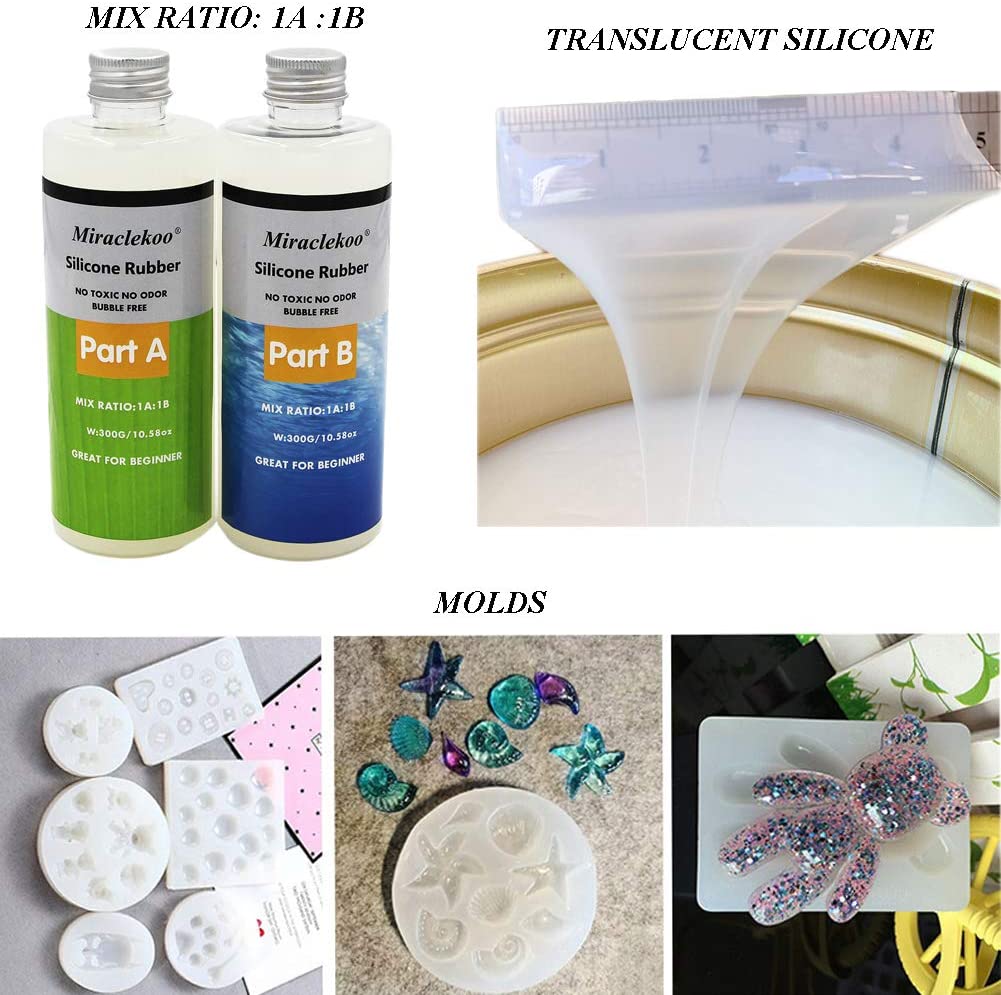 MIX RATIO: 1A :1B
TRANSLUCENT SILICONE
1 2 3 4 5
Miraclekoo®
Silicone Rubber
NO TOXIC NO ODOR
BUBBLE FREE
Part A
MIX RATIO:1A:1B
W:300G/10.58oz
GREAT FOR BEGINNER
Miraclekoo®
Silicone Rubber
NO TOXIC NO ODOR
BUBBLE FREE
Part B
MIX RATIO:1A:1B
W:300G/10.58oz
GREAT FOR BEGINNER
MOLDS